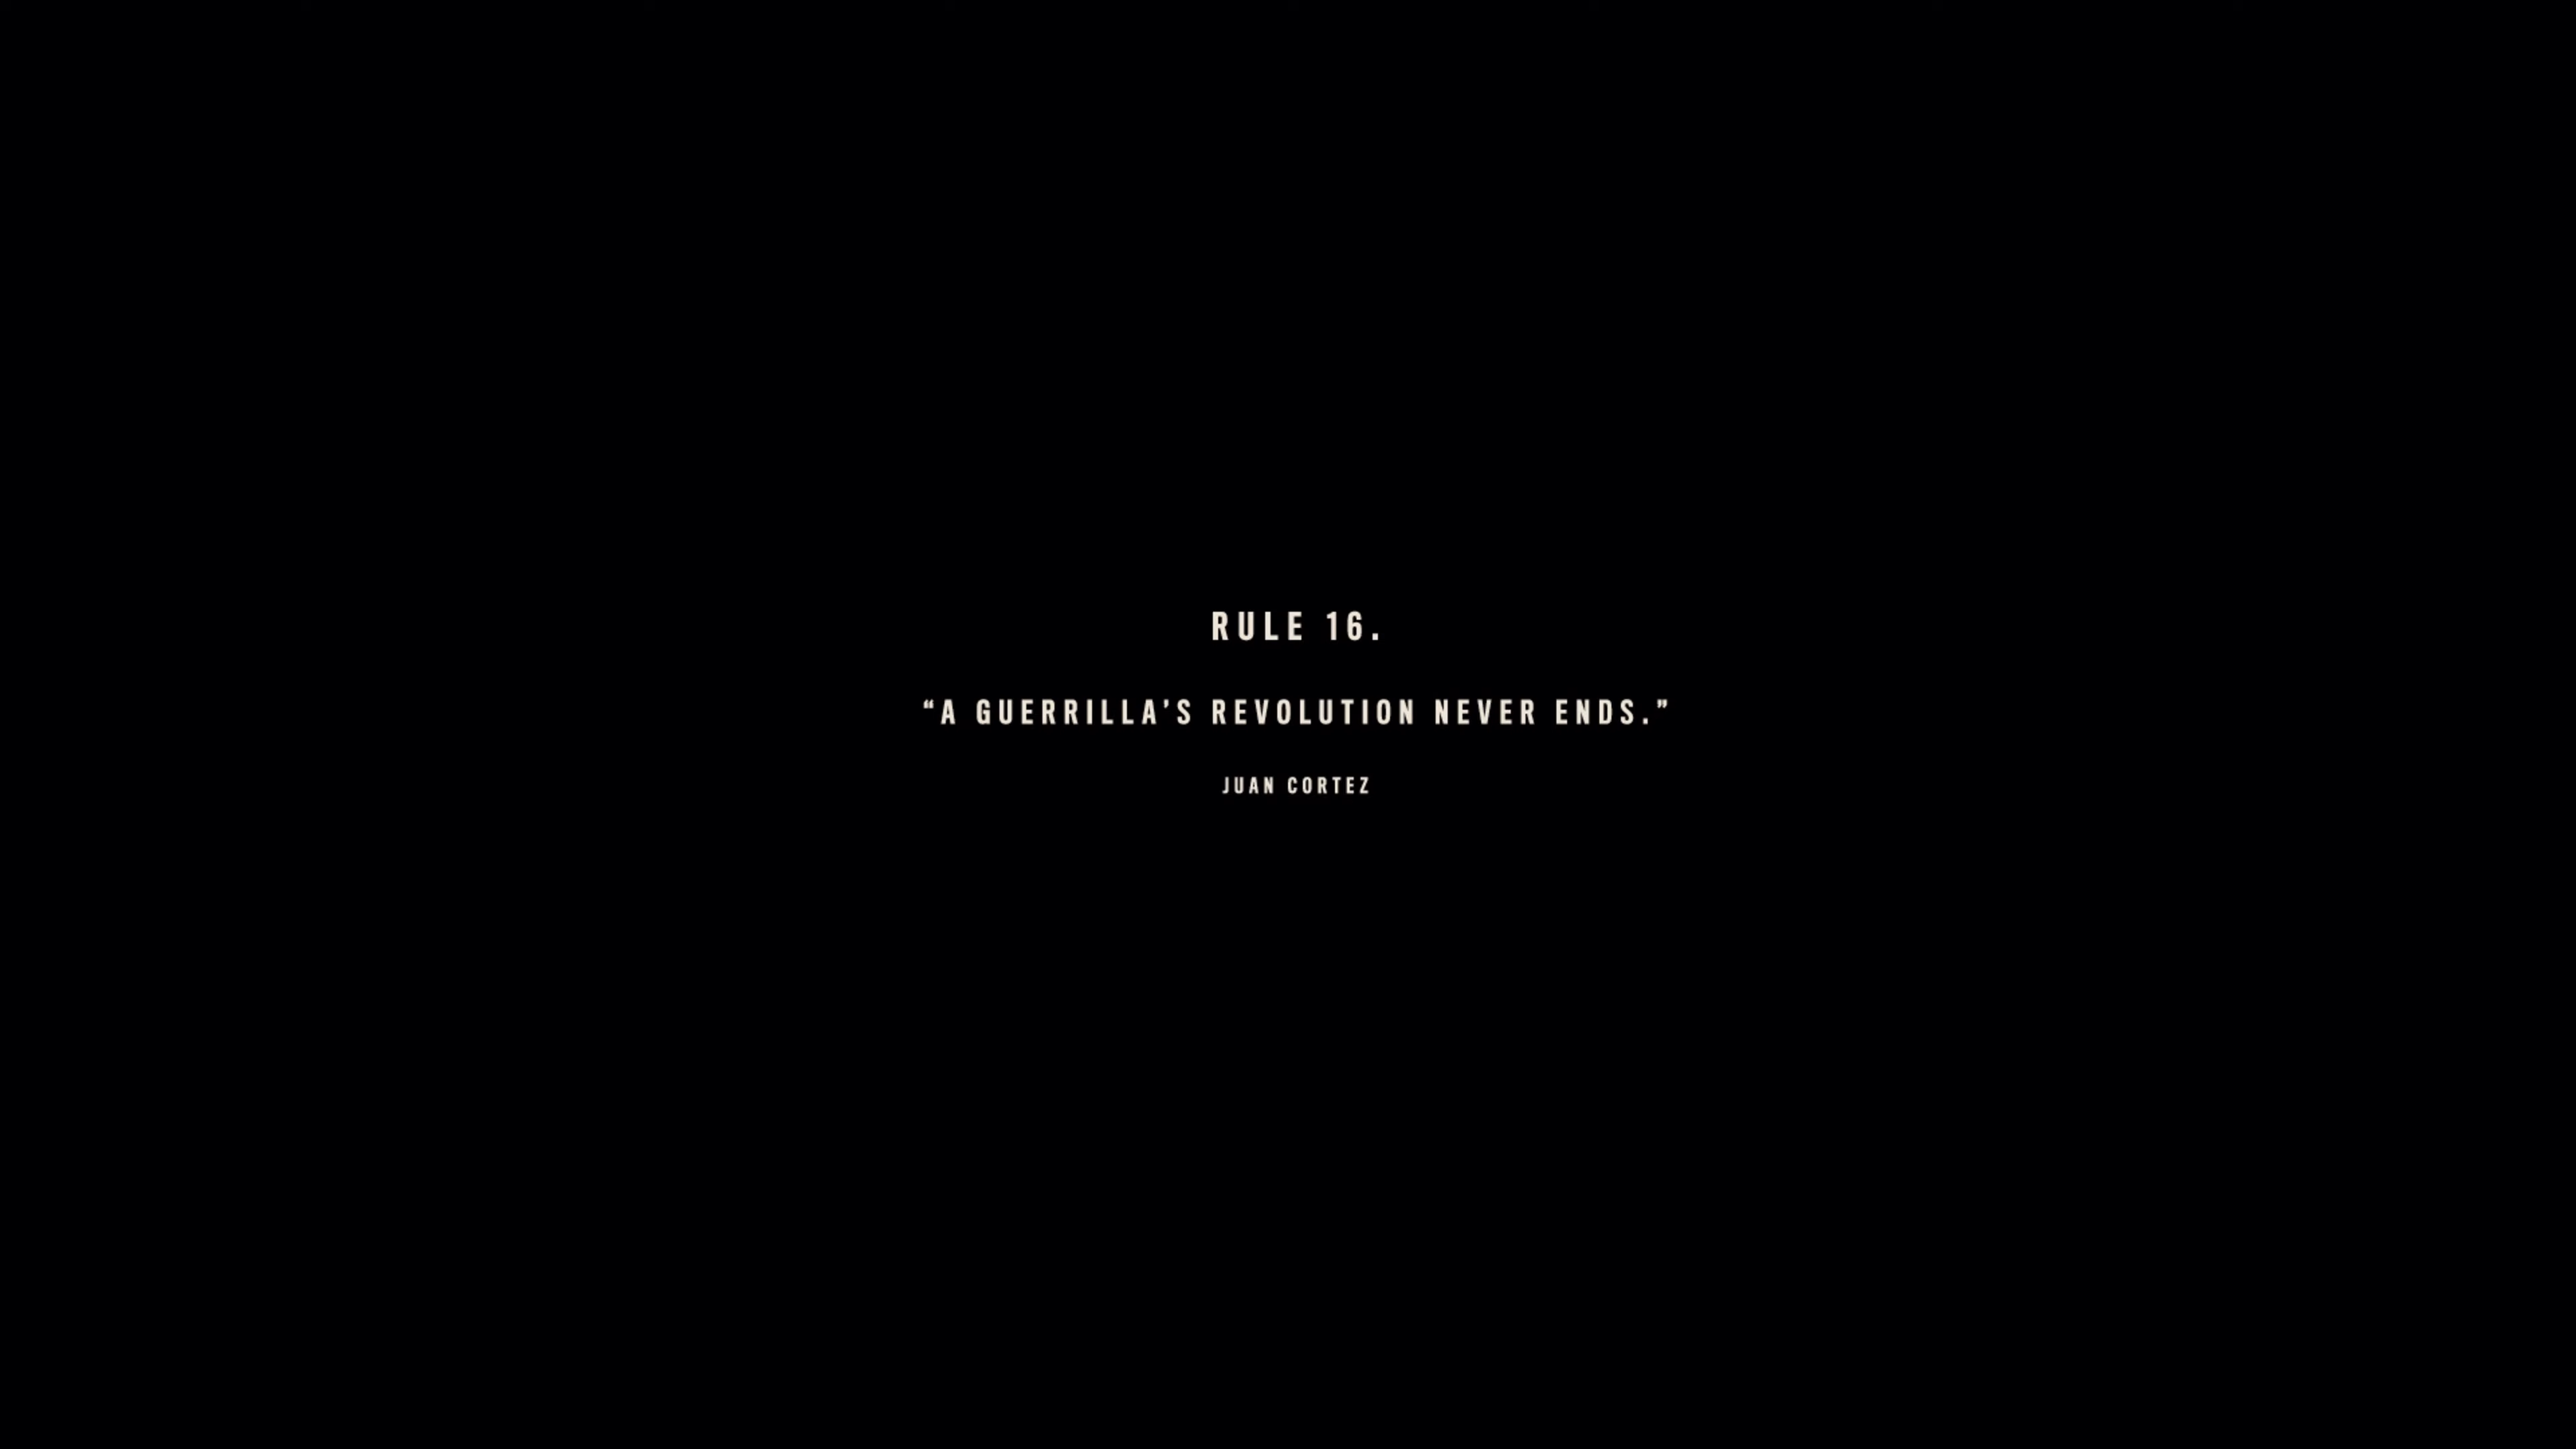 RULE 16.
“A GUERRILLA’S REVOLUTION NEVER ENDS.”
JUAN CORTEZ